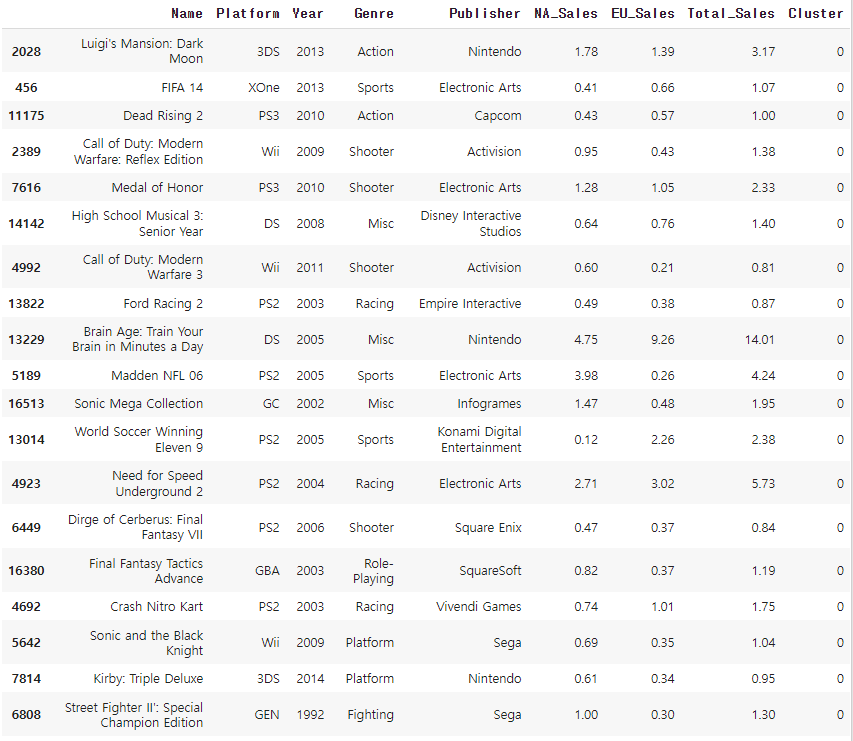 Name Platform Year Genre Publisher NA_Sales EU_Sales Total_Sales Cluster
2028 Luigi's Mansion: Dark Moon 3DS 2013 Action Nintendo 1.78 1.39 3.17 0
456 FIFA 14 XOne 2013 Sports Electronic Arts 0.41 0.66 1.07 0
11175 Dead Rising 2 PS3 2010 Action Capcom 0.43 0.57 1.00 0
2389 Call of Duty: Modern Warfare: Reflex Edition Wii 2009 Shooter Activision 0.95 0.43 1.38 0
7616 Medal of Honor PS3 2010 Shooter Electronic Arts 1.28 1.05 2.33 0
14142 High School Musical 3: Senior Year DS 2008 Misc Disney Interactive Studios 0.64 0.76 1.40 0
4992 Call of Duty: Modern Warfare 3 Wii 2011 Shooter Activision 0.60 0.21 0.81 0
13822 Ford Racing 2 PS2 2003 Racing Empire Interactive 0.49 0.38 0.87 0
13229 Brain Age: Train Your Brain in Minutes a Day DS 2005 Misc Nintendo 4.75 9.26 14.01 0
5189 Madden NFL 06 PS2 2005 Sports Electronic Arts 3.98 0.26 4.24 0
16513 Sonic Mega Collection GC 2002 Misc Infogrames 1.47 0.48 1.95 0
13014 World Soccer Winning Eleven 9 PS2 2005 Sports Konami Digital Entertainment 0.12 2.26 2.38 0
4923 Need for Speed Underground 2 PS2 2004 Racing Electronic Arts 2.71 3.02 5.73 0
6449 Dirge of Cerberus: Final Fantasy VII PS2 2006 Shooter Square Enix 0.47 0.37 0.84 0
16380 Final Fantasy Tactics Advance GBA 2003 Role-Playing SquareSoft 0.82 0.37 1.19 0
4692 Crash Nitro Kart PS2 2003 Racing Vivendi Games 0.74 1.01 1.75 0
5642 Sonic and the Black Knight Wii 2009 Platform Sega 0.69 0.35 1.04 0
7814 Kirby: Triple Deluxe 3DS 2014 Platform Nintendo 0.61 0.34 0.95 0
6808 Street Fighter II': Special Champion Edition GEN 1992 Fighting Sega 1.00 0.30 1.30 0